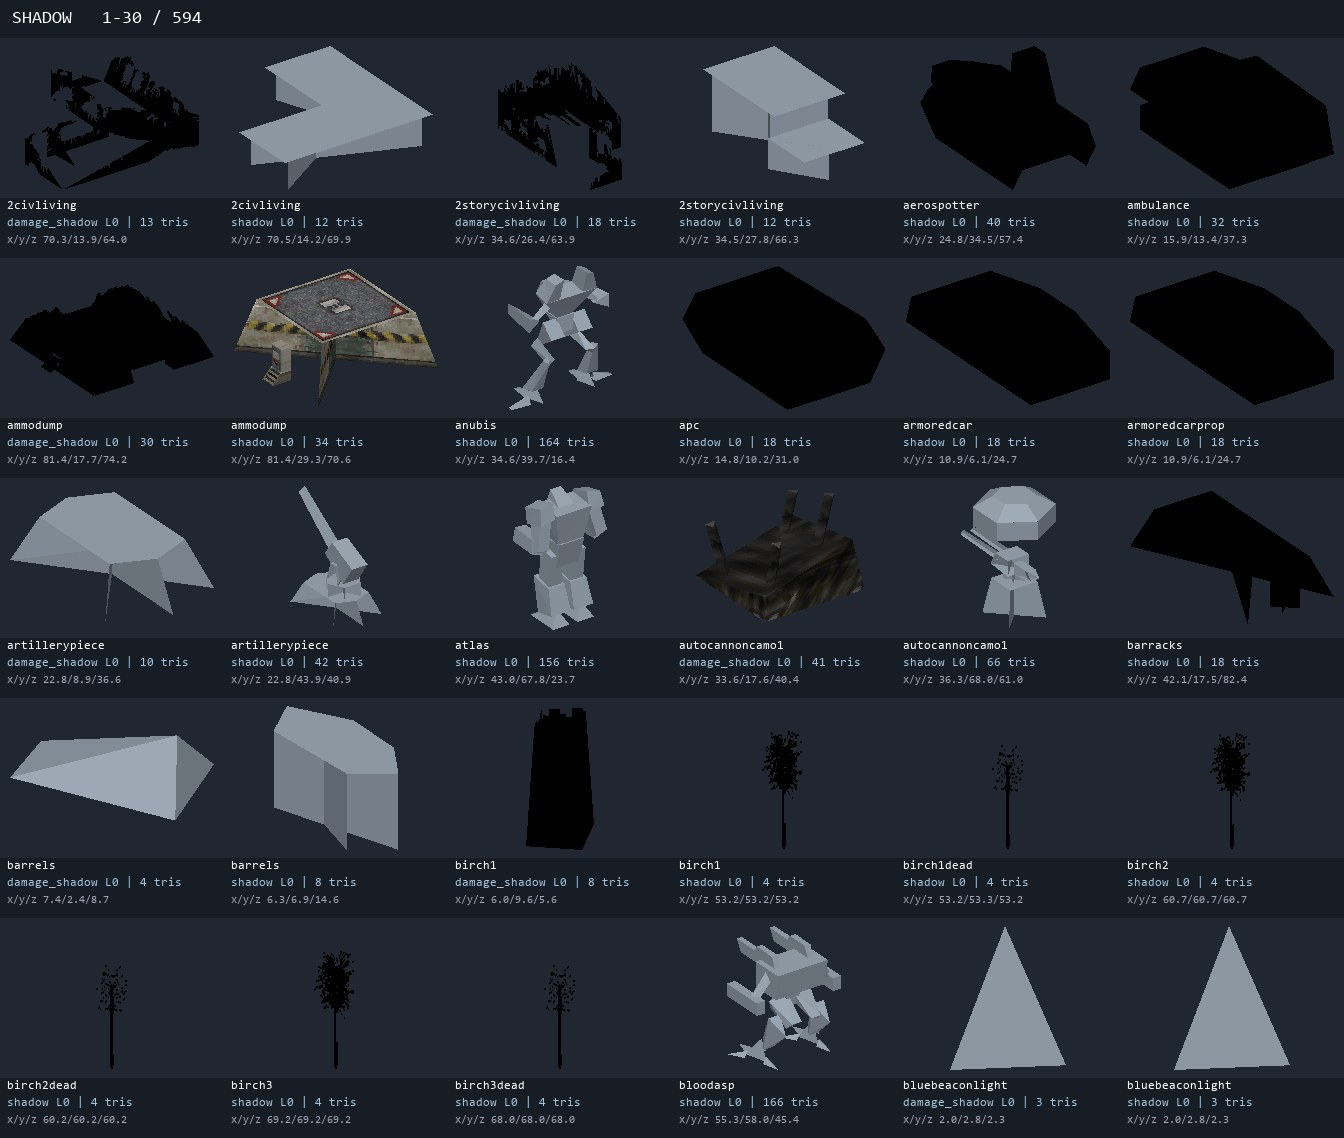 SHADOW 1-30 / 594
2civliving
damage_shadow L0 | 13 tris
x/y/z 70.3/13.9/64.0
2civliving
shadow L0 | 12 tris
x/y/z 70.5/14.2/69.9
2storycivliving
damage_shadow L0 | 18 tris
x/y/z 34.6/26.4/63.9
2storycivliving
shadow L0 | 12 tris
x/y/z 34.5/27.8/66.3
aerospotter
shadow L0 | 40 tris
x/y/z 24.8/34.5/57.4
ambulance
shadow L0 | 32 tris
x/y/z 15.9/13.4/37.3
ammodump
damage_shadow L0 | 30 tris
x/y/z 81.4/17.7/74.2
ammodump
shadow L0 | 34 tris
x/y/z 81.4/29.3/70.6
anubis
shadow L0 | 164 tris
x/y/z 34.6/39.7/16.4
apc
shadow L0 | 18 tris
x/y/z 14.8/10.2/31.0
armoredcar
shadow L0 | 18 tris
x/y/z 10.9/6.1/24.7
armoredcarprop
shadow L0 | 18 tris
x/y/z 10.9/6.1/24.7
artillerypiece
damage_shadow L0 | 10 tris
x/y/z 22.8/8.9/36.6
artillerypiece
shadow L0 | 42 tris
x/y/z 22.8/43.9/40.9
atlas
shadow L0 | 156 tris
x/y/z 43.0/67.8/23.7
autocannoncamo1
damage_shadow L0 | 41 tris
x/y/z 33.6/17.6/40.4
autocannoncamo1
shadow L0 | 66 tris
x/y/z 36.3/68.0/61.0
barracks
shadow L0 | 18 tris
x/y/z 42.1/17.5/82.4
barrels
damage_shadow L0 | 4 tris
x/y/z 7.4/2.4/8.7
barrels
shadow L0 | 8 tris
x/y/z 6.3/6.9/14.6
birch1
damage_shadow L0 | 8 tris
x/y/z 6.0/9.6/5.6
birch1
shadow L0 | 4 tris
x/y/z 53.2/53.2/53.2
birch1dead
shadow L0 | 4 tris
x/y/z 53.2/53.3/53.2
birch2
shadow L0 | 4 tris
x/y/z 60.7/60.7/60.7
birch2dead
shadow L0 | 4 tris
x/y/z 60.2/60.2/60.2
birch3
shadow L0 | 4 tris
x/y/z 69.2/69.2/69.2
birch3dead
shadow L0 | 4 tris
x/y/z 68.0/68.0/68.0
bloodasp
shadow L0 | 166 tris
x/y/z 55.3/58.0/45.4
bluebeaconlight
damage_shadow L0 | 3 tris
x/y/z 2.0/2.8/2.3
bluebeaconlight
shadow L0 | 3 tris
x/y/z 2.0/2.8/2.3